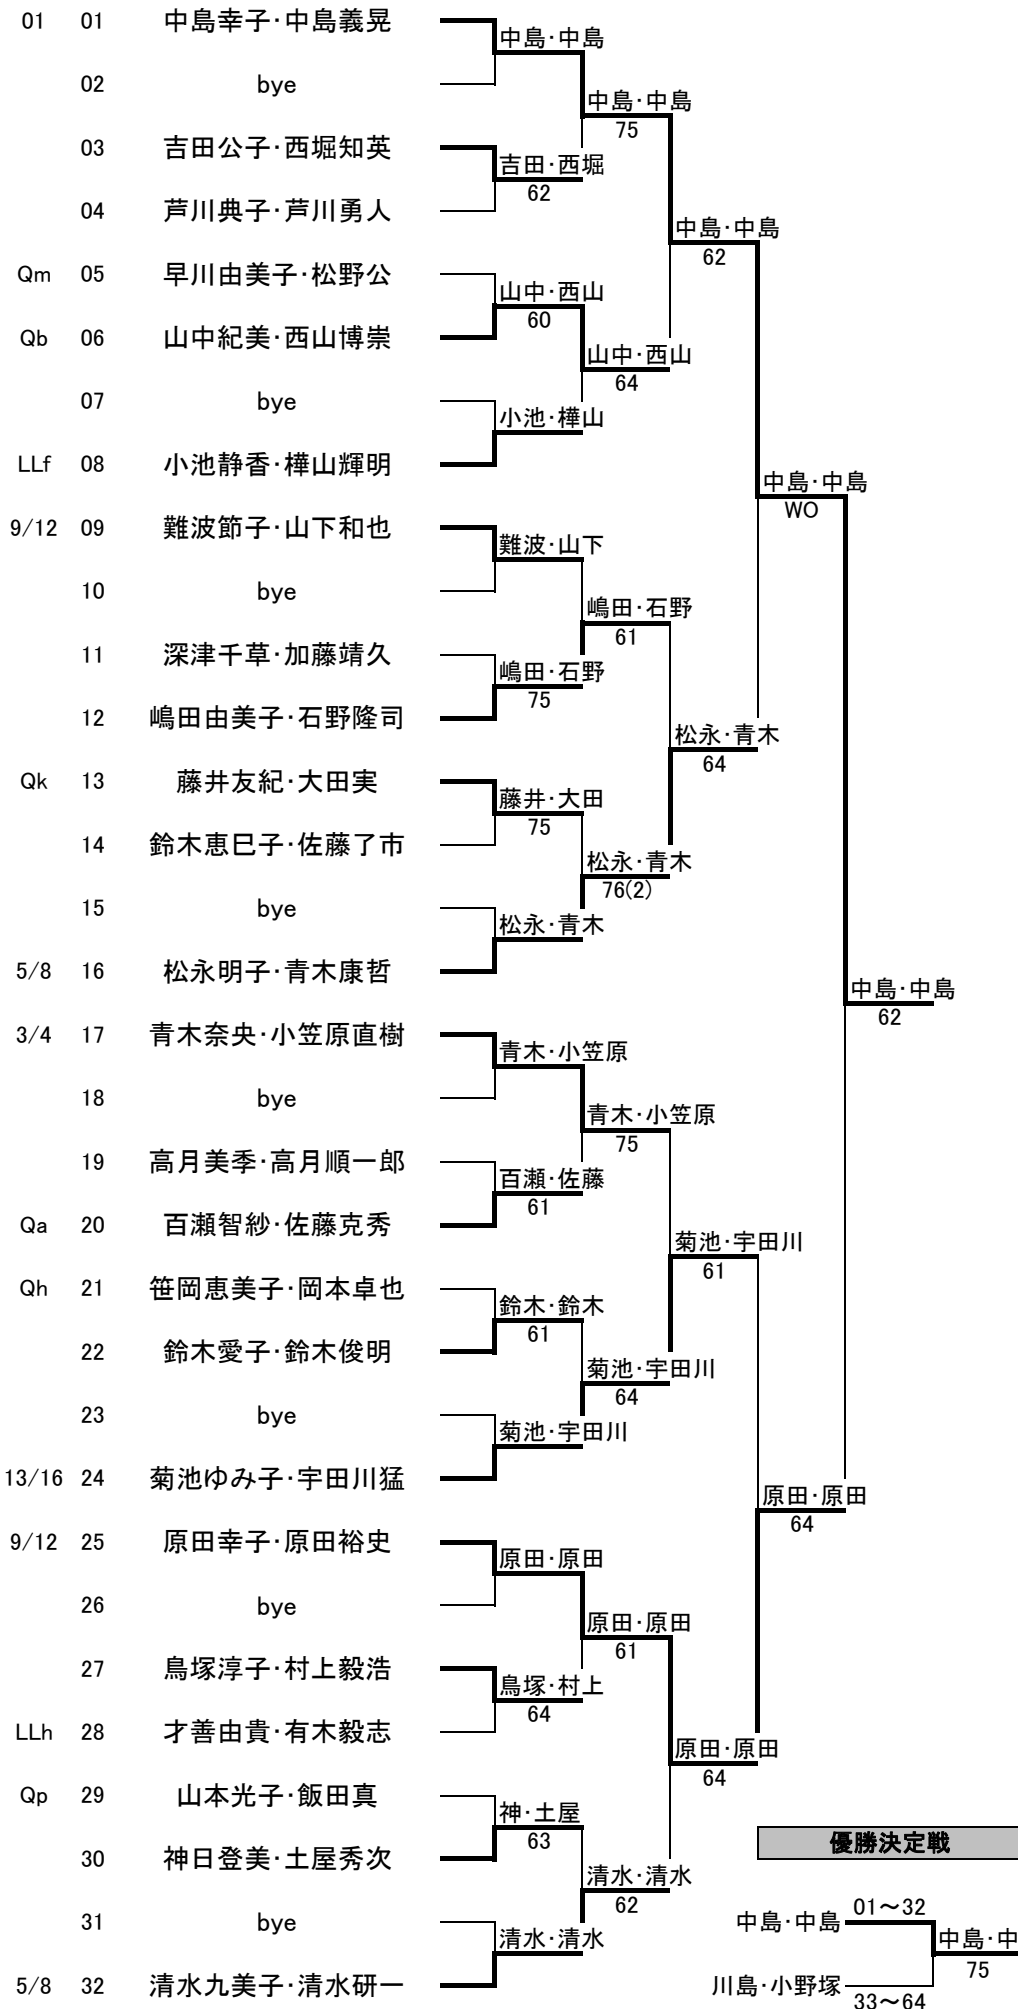 01 01 中島幸子・中島義晃
中島・中島
02 bye
中島・中島
75
03 吉田公子・西堀知英
吉田・西堀
62
04 芦川典子・芦川勇人
中島・中島
62
Qm 05 早川由美子・松野公
山中・西山
60
Qb 06 山中紀美・西山博崇
山中・西山
64
07 bye
小池・樺山
LLf 08 小池静香・樺山輝明
中島・中島
WO
9/12 09 難波節子・山下和也
難波・山下
10 bye
嶋田・石野
61
11 深津千草・加藤靖久
嶋田・石野
75
12 嶋田由美子・石野隆司
松永・青木
64
Qk 13 藤井友紀・大田実
藤井・大田
75
14 鈴木恵巳子・佐藤了市
松永・青木
76(2)
15 bye
松永・青木
5/8 16 松永明子・青木康哲
中島・中島
62
3/4 17 青木奈央・小笠原直樹
青木・小笠原
18 bye
青木・小笠原
75
19 高月美季・高月順一郎
百瀬・佐藤
61
Qa 20 百瀬智紗・佐藤克秀
菊池・宇田川
61
Qh 21 笹岡恵美子・岡本卓也
鈴木・鈴木
61
22 鈴木愛子・鈴木俊明
菊池・宇田川
64
23 bye
菊池・宇田川
13/16 24 菊池ゆみ子・宇田川猛
原田・原田
64
9/12 25 原田幸子・原田裕史
原田・原田
26 bye
原田・原田
61
27 鳥塚淳子・村上毅浩
鳥塚・村上
64
LLh 28 才善由貴・有木毅志
原田・原田
64
Qp 29 山本光子・飯田真
神・土屋
63
30 神日登美・土屋秀次
清水・清水
62
31 bye
清水・清水
5/8 32 清水九美子・清水研一
優勝決定戦
01～32
中島・中島
中島・中
75
川島・小野塚
33～64